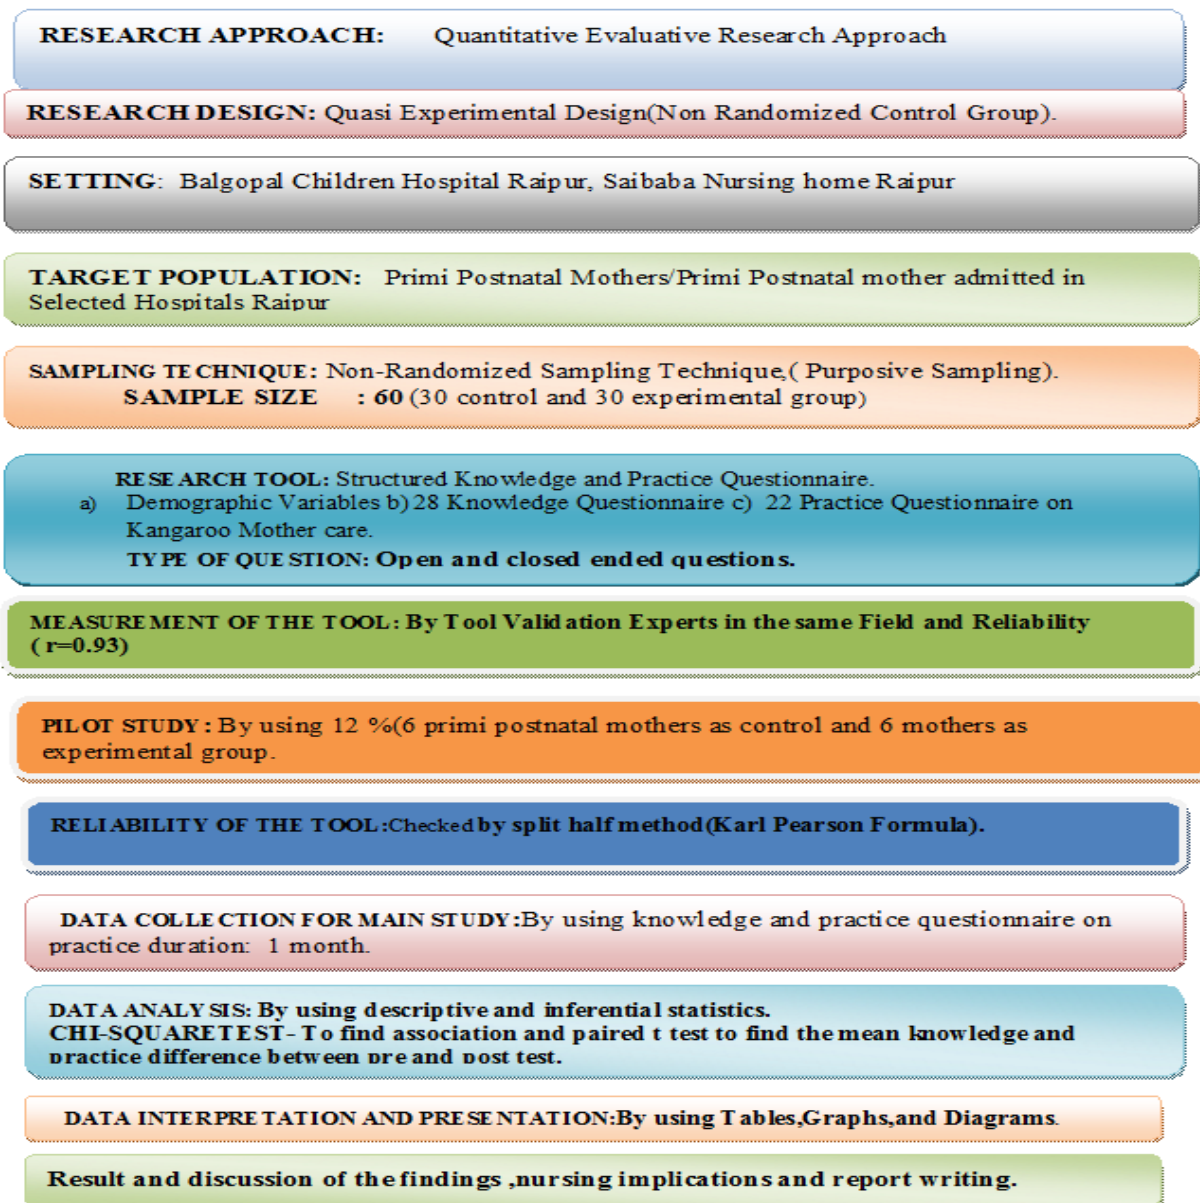 RESEARCH APPROACH: Quantitative Evaluative Research Approach
RESEARCH DESIGN: Quasi Experimental Design(Non Randomized Control Group).
SETTING: Balgopal Children Hospital Raipur, Saibaba Nursing home Raipur
TARGET POPULATION: Primi Postnatal Mothers/Primi Postnatal mother admitted in
Selected Hospitals Raipur
SAMPLING TECHNIQUE: Non-Randomized Sampling Technique,( Purposive Sampling).
SAMPLE SIZE : 60 (30 control and 30 experimental group)
RESEARCH TOOL: Structured Knowledge and Practice Questionnaire.
a) Demographic Variables b) 28 Knowledge Questionnaire c) 22 Practice Questionnaire on
Kangaroo Mother care.
TYPE OF QUESTION: Open and closed ended questions.
MEASUREMENT OF THE TOOL: By Tool Validation Experts in the same Field and Reliability
( r=0.93)
PILOT STUDY : By using 12 %(6 primi postnatal mothers as control and 6 mothers as
experimental group.
RELIABILITY OF THE TOOL:Checked by split half method(Karl Pearson Formula).
DATA COLLECTION FOR MAIN STUDY:By using knowledge and practice questionnaire on
practice duration: 1 month.
DATA ANALYSIS: By using descriptive and inferential statistics.
CHI-SQUARETEST- To find association and paired t test to find the mean knowledge and
practice difference between pre and post test.
DATA INTERPRETATION AND PRESENTATION:By using Tables,Graphs,and Diagrams.
Result and discussion of the findings ,nursing implications and report writing.